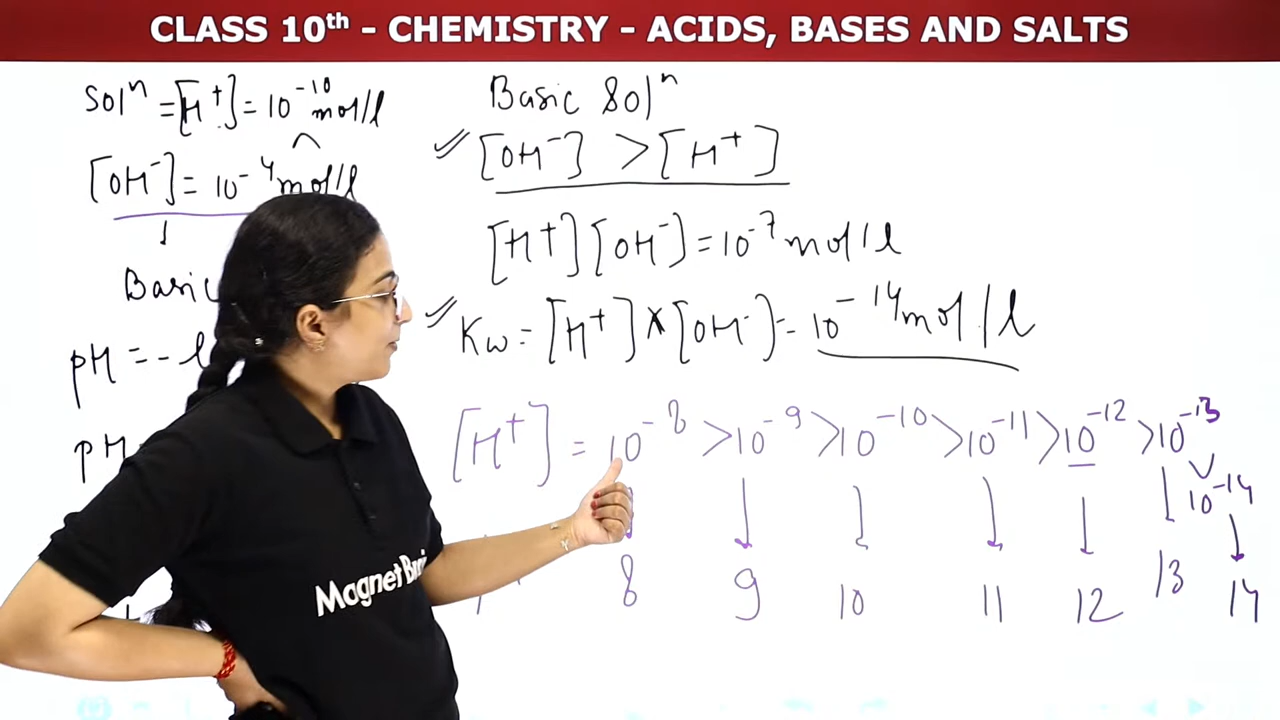 CLASS 10th - CHEMISTRY - ACIDS, BASES AND SALTS
Solⁿ = [H⁺] = 10⁻¹⁰ mol/l
[OH⁻] = 10⁻⁴ mol/l
Basic
pH = - l
pH
Basic Solⁿ
[OH⁻] > [H⁺]
[H⁺][OH⁻] = 10⁻⁷ mol/l
Kw = [H⁺] × [OH⁻] = 10⁻¹⁴ mol/l
[H⁺] = 10⁻⁸ > 10⁻⁹ > 10⁻¹⁰ > 10⁻¹¹ > 10⁻¹² > 10⁻¹³
10⁻¹⁴
8 9 10 11 12 13 14
MagnetBrai